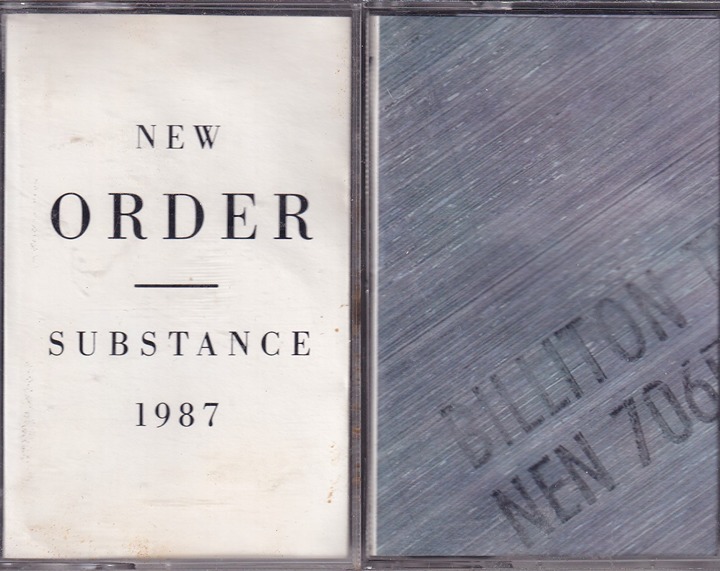 NEW
ORDER
SUBSTANCE
1987
BILLITON
NEN 706